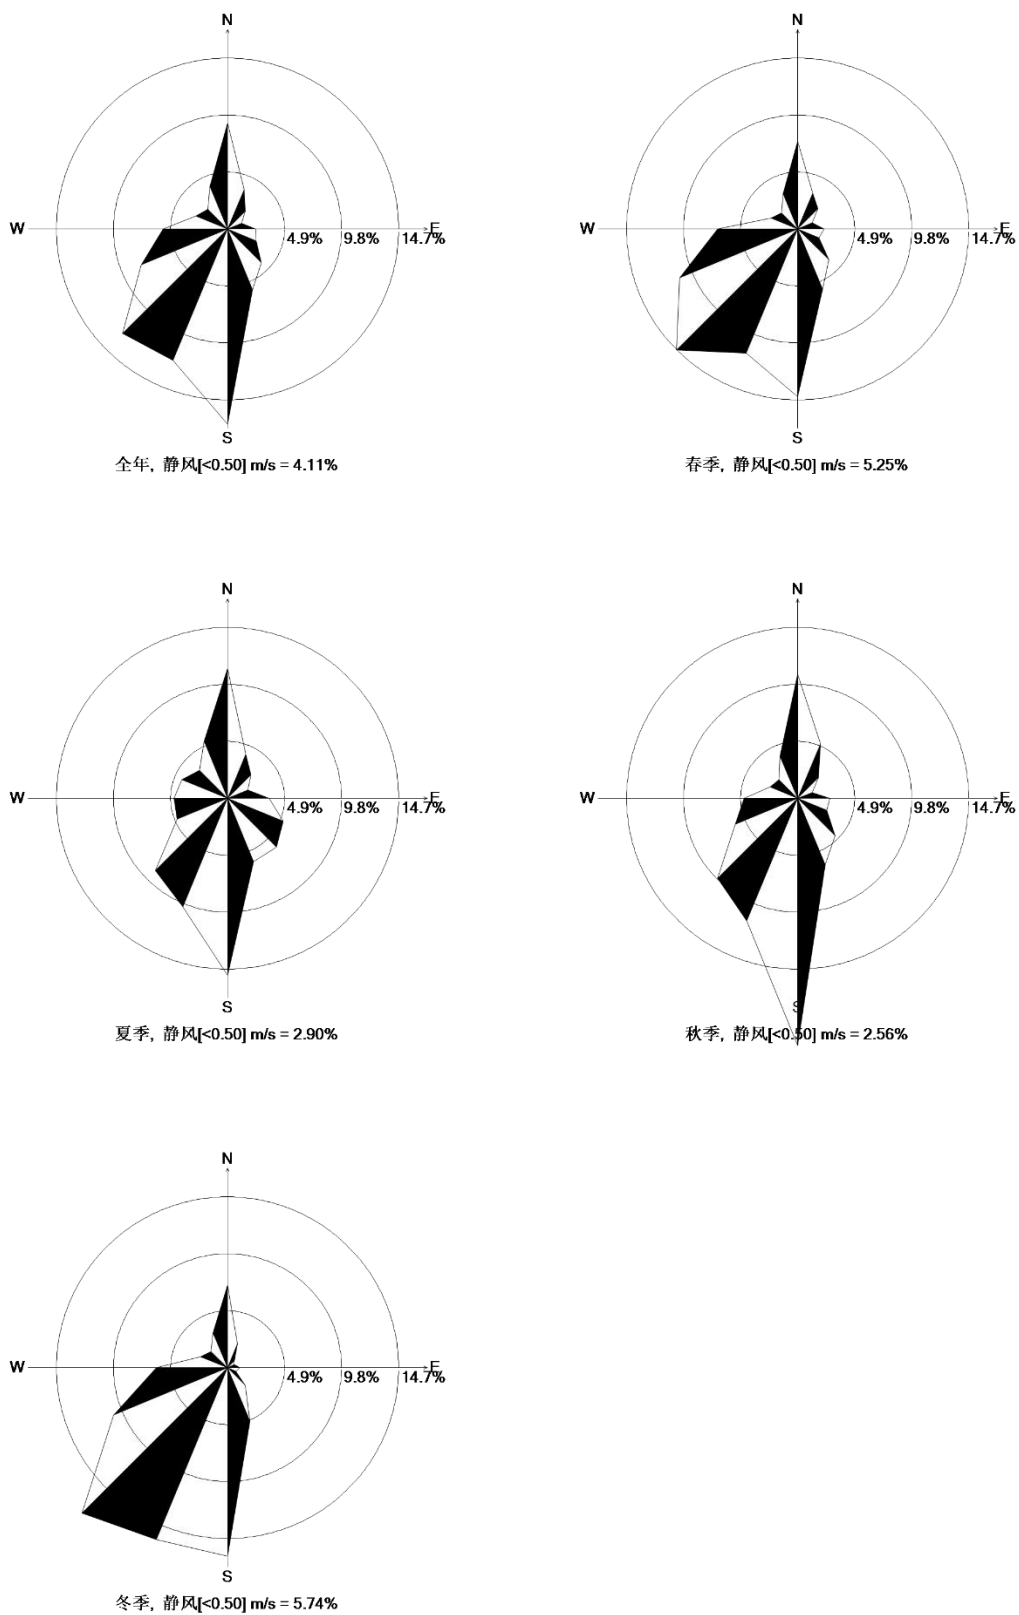 N
N
W
4.9%
9.8%
14.7%
E
W
4.9%
9.8%
14.7%
E
S
S
全年, 静风[<0.50] m/s = 4.11%
春季, 静风[<0.50] m/s = 5.25%
N
N
W
4.9%
9.8%
14.7%
E
W
4.9%
9.8%
14.7%
E
S
S
夏季, 静风[<0.50] m/s = 2.90%
秋季, 静风[<0.50] m/s = 2.56%
N
W
4.9%
9.8%
14.7%
E
S
冬季, 静风[<0.50] m/s = 5.74%